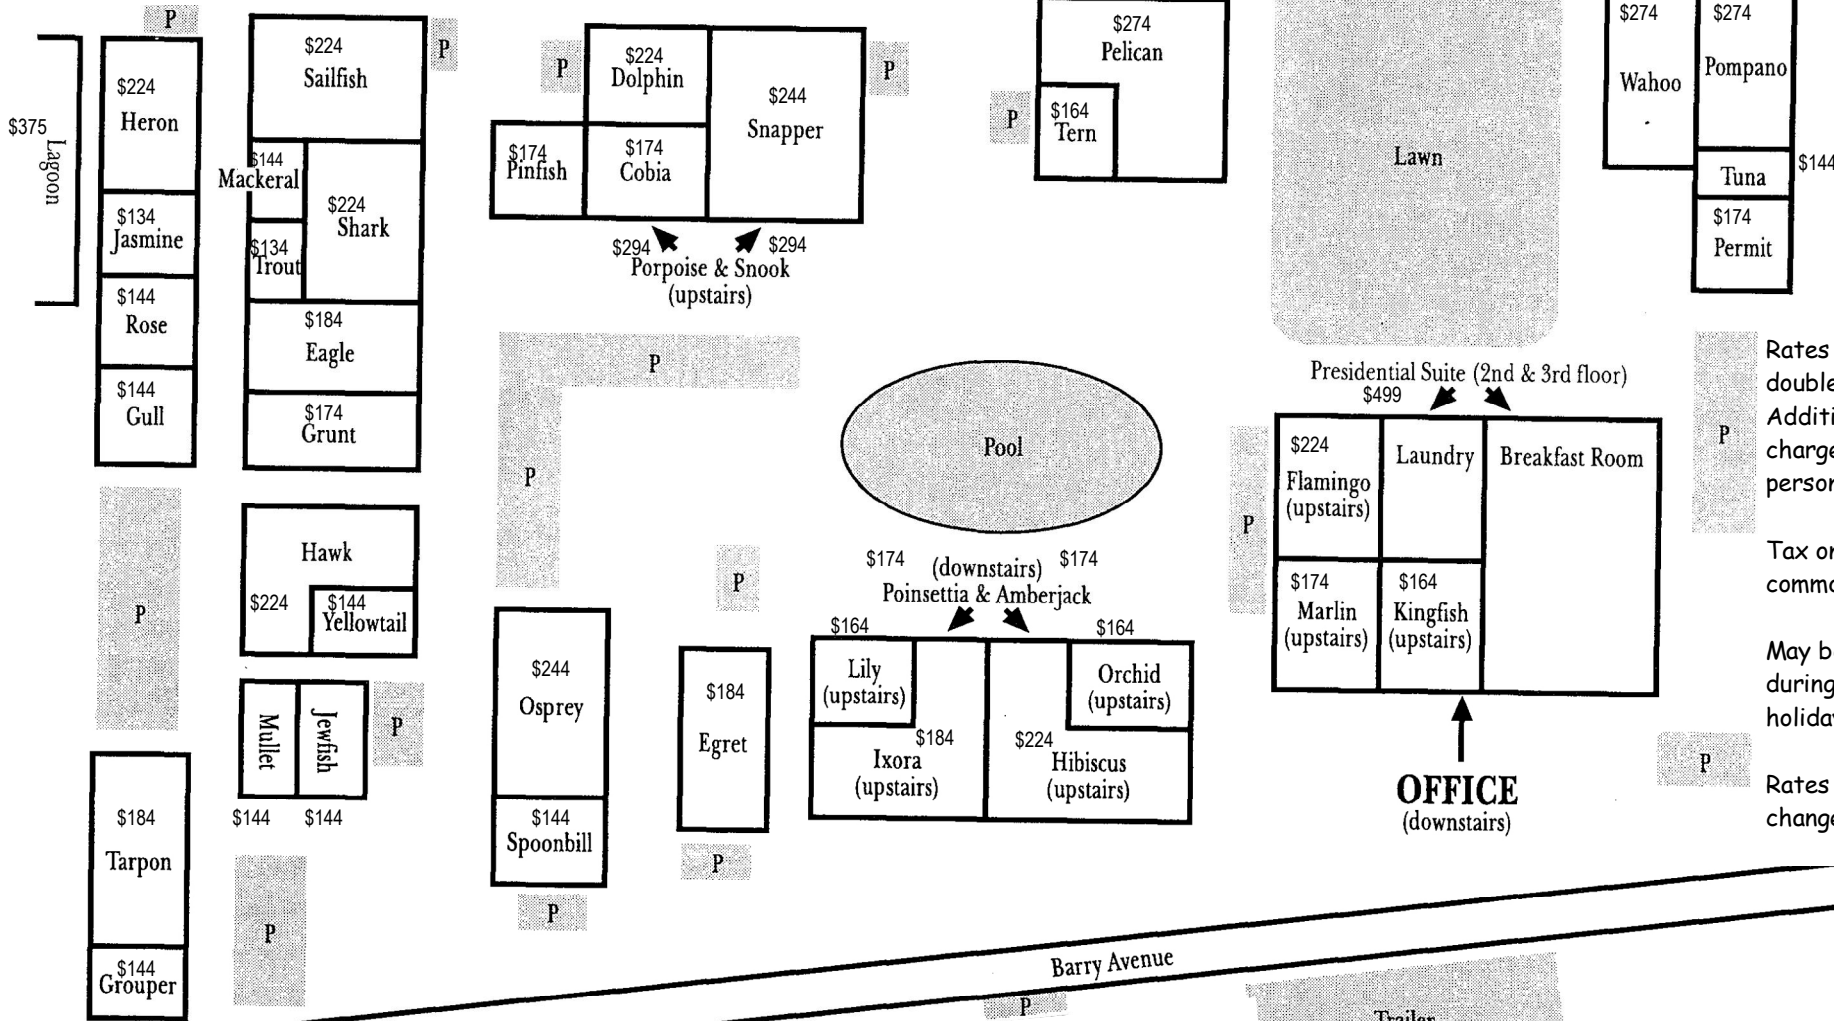 P
$375
Lagoon
$224
Heron
$134
Jasmine
$144
Rose
$144
Gull
P
$184
Tarpon
$144
Grouper
$224
Sailfish
P
$144
Mackeral
$224
Shark
$134
Trout
$184
Eagle
$174
Grunt
Hawk
$224
$144
Yellowtail
Mullet
Jewfish
P
$144
$144
P
P
$224
Dolphin
$244
Snapper
P
$174
Pinfish
$174
Cobia
$294
$294
Porpoise & Snook
(upstairs)
P
P
$244
Osprey
$144
Spoonbill
P
P
$184
Egret
P
$274
Pelican
P
$164
Tern
Lawn
Pool
$174
(downstairs)
$174
Poinsettia & Amberjack
$164
$164
Lily
(upstairs)
Orchid
(upstairs)
$184
Ixora
(upstairs)
$224
Hibiscus
(upstairs)
$274
Wahoo
$274
Pompano
Tuna
$144
$174
Permit
Presidential Suite (2nd & 3rd floor)
$499
P
$224
Flamingo
(upstairs)
Laundry
Breakfast Room
$174
Marlin
(upstairs)
$164
Kingfish
(upstairs)
OFFICE
(downstairs)
P
P
Rates
double
Additi
charge
person
Tax or
commo
May b
during
holiday
Rates
change
Barry Avenue
P
Trailer